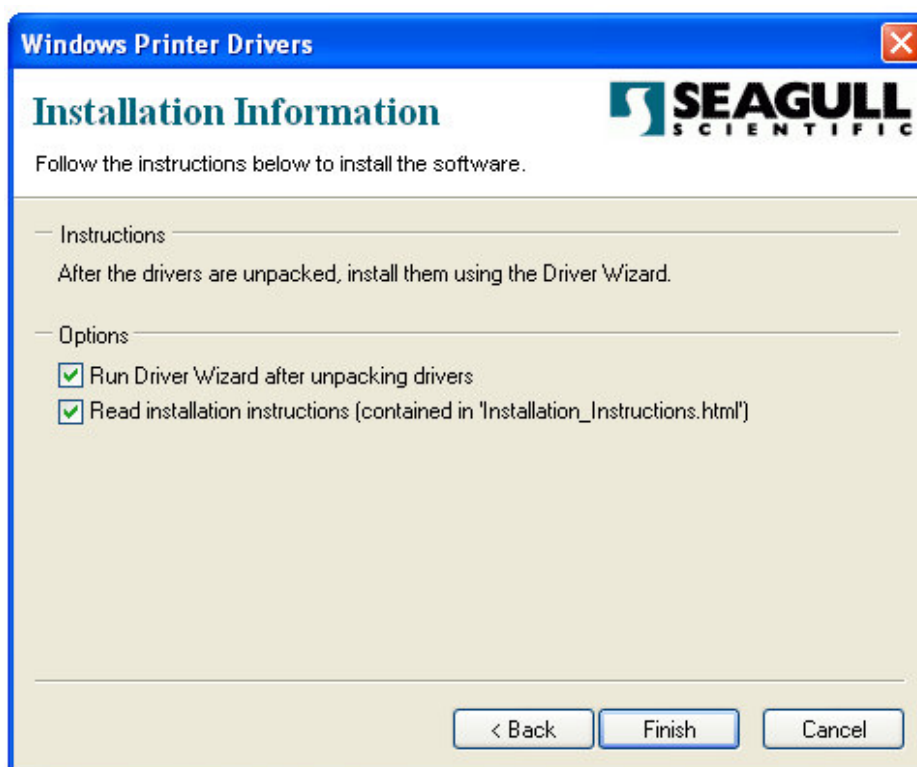 Windows Printer Drivers
Installation Information
SEAGULL
SCIENTIFIC
Follow the instructions below to install the software.
Instructions
After the drivers are unpacked, install them using the Driver Wizard.
Options
Run Driver Wizard after unpacking drivers
Read installation instructions (contained in 'Installation_Instructions.html')
< Back
Finish
Cancel